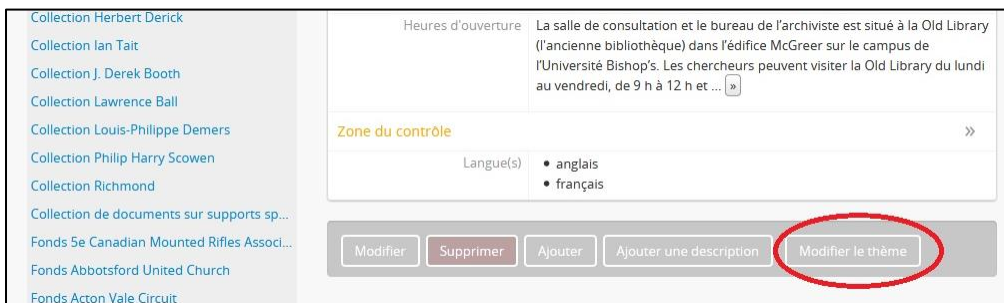 Collection Herbert Derick
Collection Ian Tait
Collection J. Derek Booth
Collection Lawrence Ball
Collection Louis-Philippe Demers
Collection Philip Harry Scowen
Collection Richmond
Collection de documents sur supports sp...
Fonds 5e Canadian Mounted Rifles Associ...
Fonds Abbotsford United Church
Fonds Acton Vale Circuit
Heures d'ouverture
La salle de consultation et le bureau de l’archiviste est situé à la Old Library
(l'ancienne bibliothèque) dans l’édifice McGreer sur le campus de
l’Université Bishop’s. Les chercheurs peuvent visiter la Old Library du lundi
au vendredi, de 9 h à 12 h et ... »
Zone du contrôle »
Langue(s)
• anglais
• français
Modifier Supprimer Ajouter Ajouter une description Modifier le thème